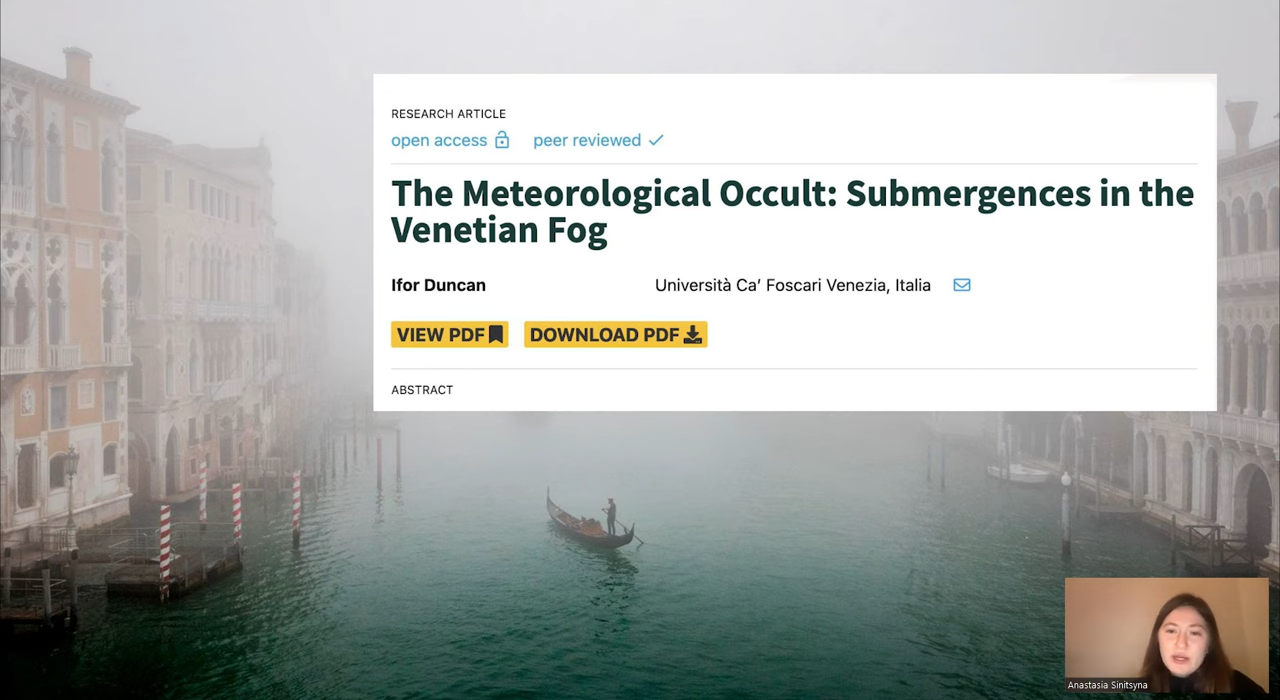 RESEARCH ARTICLE
open access peer reviewed
The Meteorological Occult: Submergences in the
Venetian Fog
Ifor Duncan Università Ca’ Foscari Venezia, Italia
VIEW PDF DOWNLOAD PDF
ABSTRACT
Anastasia Sinitsyna